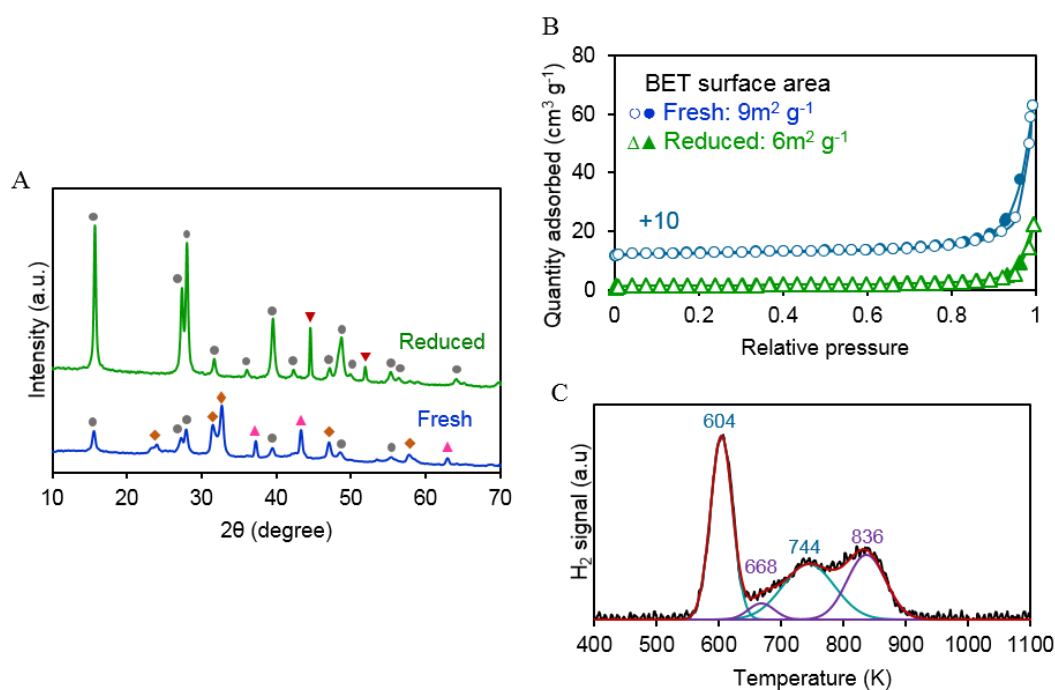 A
Intensity (a.u.)
Reduced
Fresh
10 20 30 40 50 60 70
2θ (degree)
B
Quantity adsorbed (cm³ g⁻¹)
80
60
40
20
0
BET surface area
Fresh: 9m² g⁻¹
Reduced: 6m² g⁻¹
+10
0 0.2 0.4 0.6 0.8 1
Relative pressure
C
H₂ signal (a.u)
604
668
744
836
400 500 600 700 800 900 1000 1100
Temperature (K)